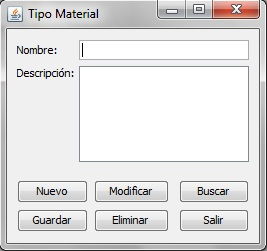 Tipo Material
Nombre:
Descripción:
Nuevo Modificar Buscar
Guardar Eliminar Salir